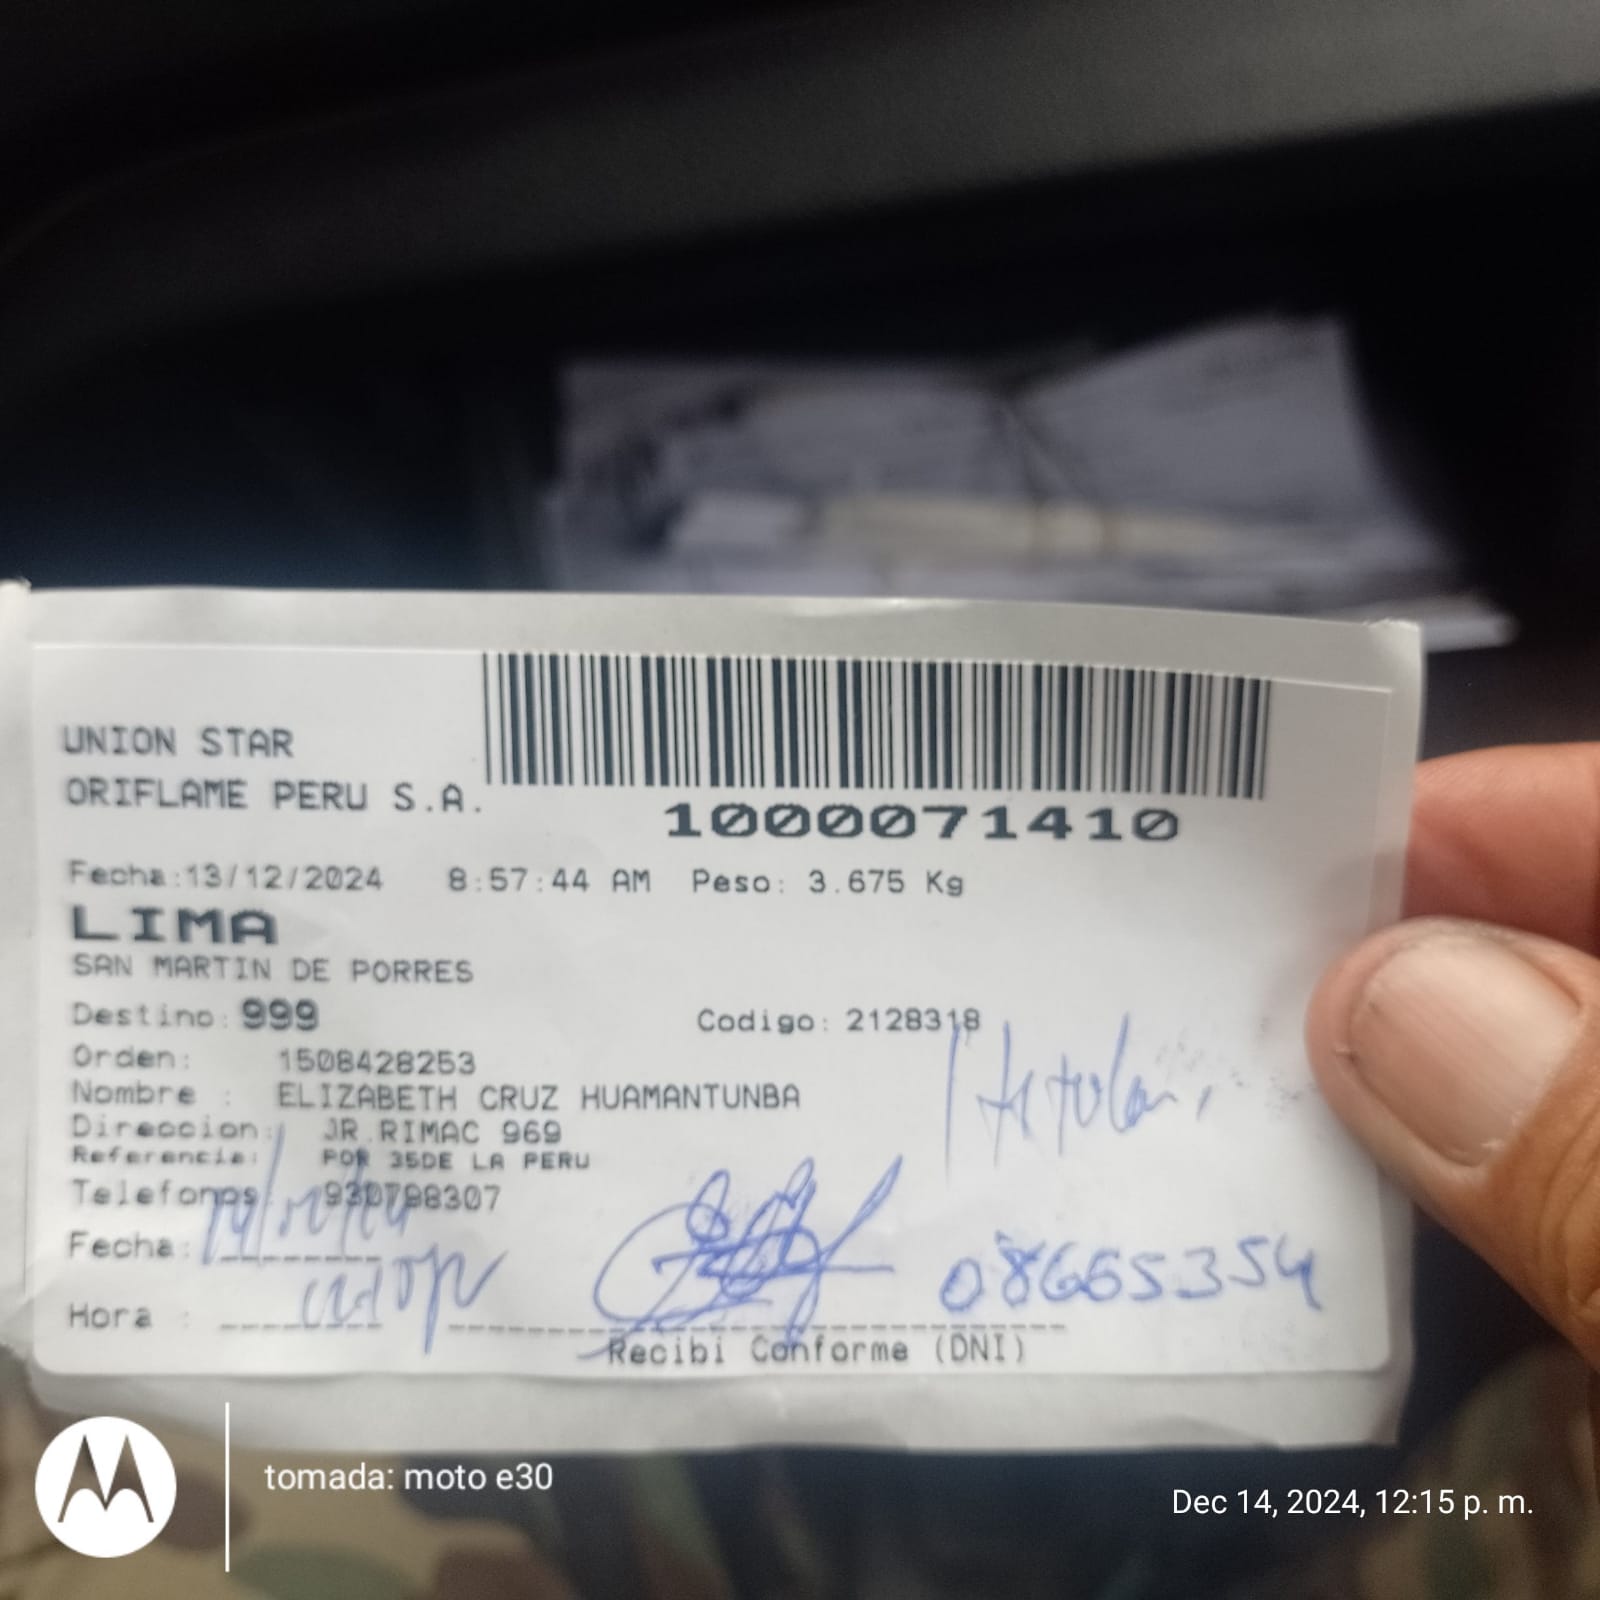 UNION STAR
ORIFLAME PERU S.A.
1000071410
Fecha:13/12/2024 8:57:44 AM Peso: 3.675 Kg
LIMA
SAN MARTIN DE PORRES
Destino: 999 Codigo: 2128318
Orden: 1508428253
Nombre : ELIZABETH CRUZ HUAMANTUNBA
Direccion: JR.RIMAC 969
Referencia: POR 35DE LA PERU
Telefonos: 930798307
Fecha: 14/12/24
08665354
Hora :
Recibi Conforme (DNI)
tomada: moto e30
Dec 14, 2024, 12:15 p. m.